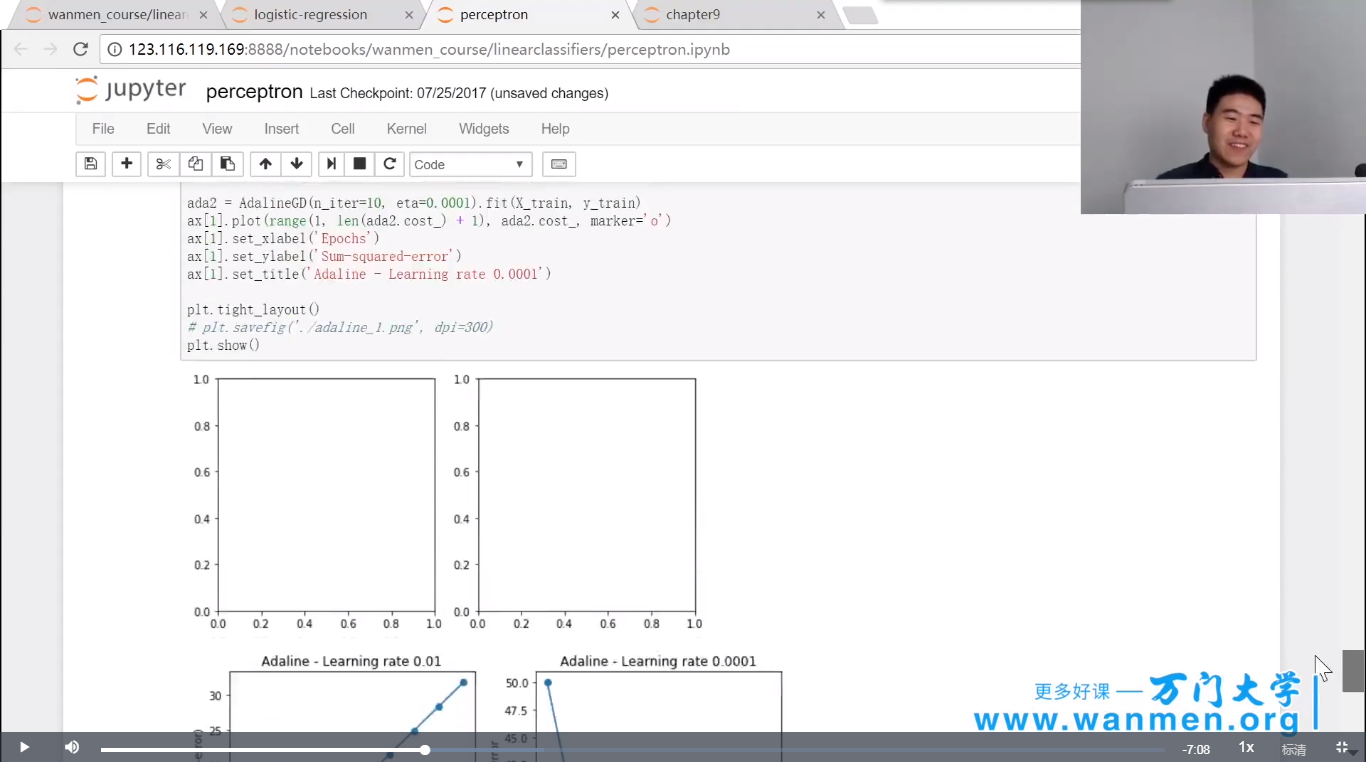 wanmen_course/linear
logistic-regression
perceptron
chapter9
123.116.119.169:8888/notebooks/wanmen_course/linearclassifiers/perceptron.ipynb
jupyter perceptron Last Checkpoint: 07/25/2017 (unsaved changes)
File Edit View Insert Cell Kernel Widgets Help
Code
ada2 = AdalineGD(n_iter=10, eta=0.0001).fit(X_train, y_train)
ax[1].plot(range(1, len(ada2.cost_) + 1), ada2.cost_, marker='o')
ax[1].set_xlabel('Epochs')
ax[1].set_ylabel('Sum-squared-error')
ax[1].set_title('Adaline - Learning rate 0.0001')
plt.tight_layout()
# plt.savefig('./adaline_1.png', dpi=300)
plt.show()
1.0 1.0
0.8 0.8
0.6 0.6
0.4 0.4
0.2 0.2
0.0 0.0
0.0 0.2 0.4 0.6 0.8 1.0 0.0 0.2 0.4 0.6 0.8 1.0
Adaline - Learning rate 0.01 Adaline - Learning rate 0.0001
30 50.0
47.5
25 45.0
更多好课 — 万门大学
www.wanmen.org
-7:08 1x 标清